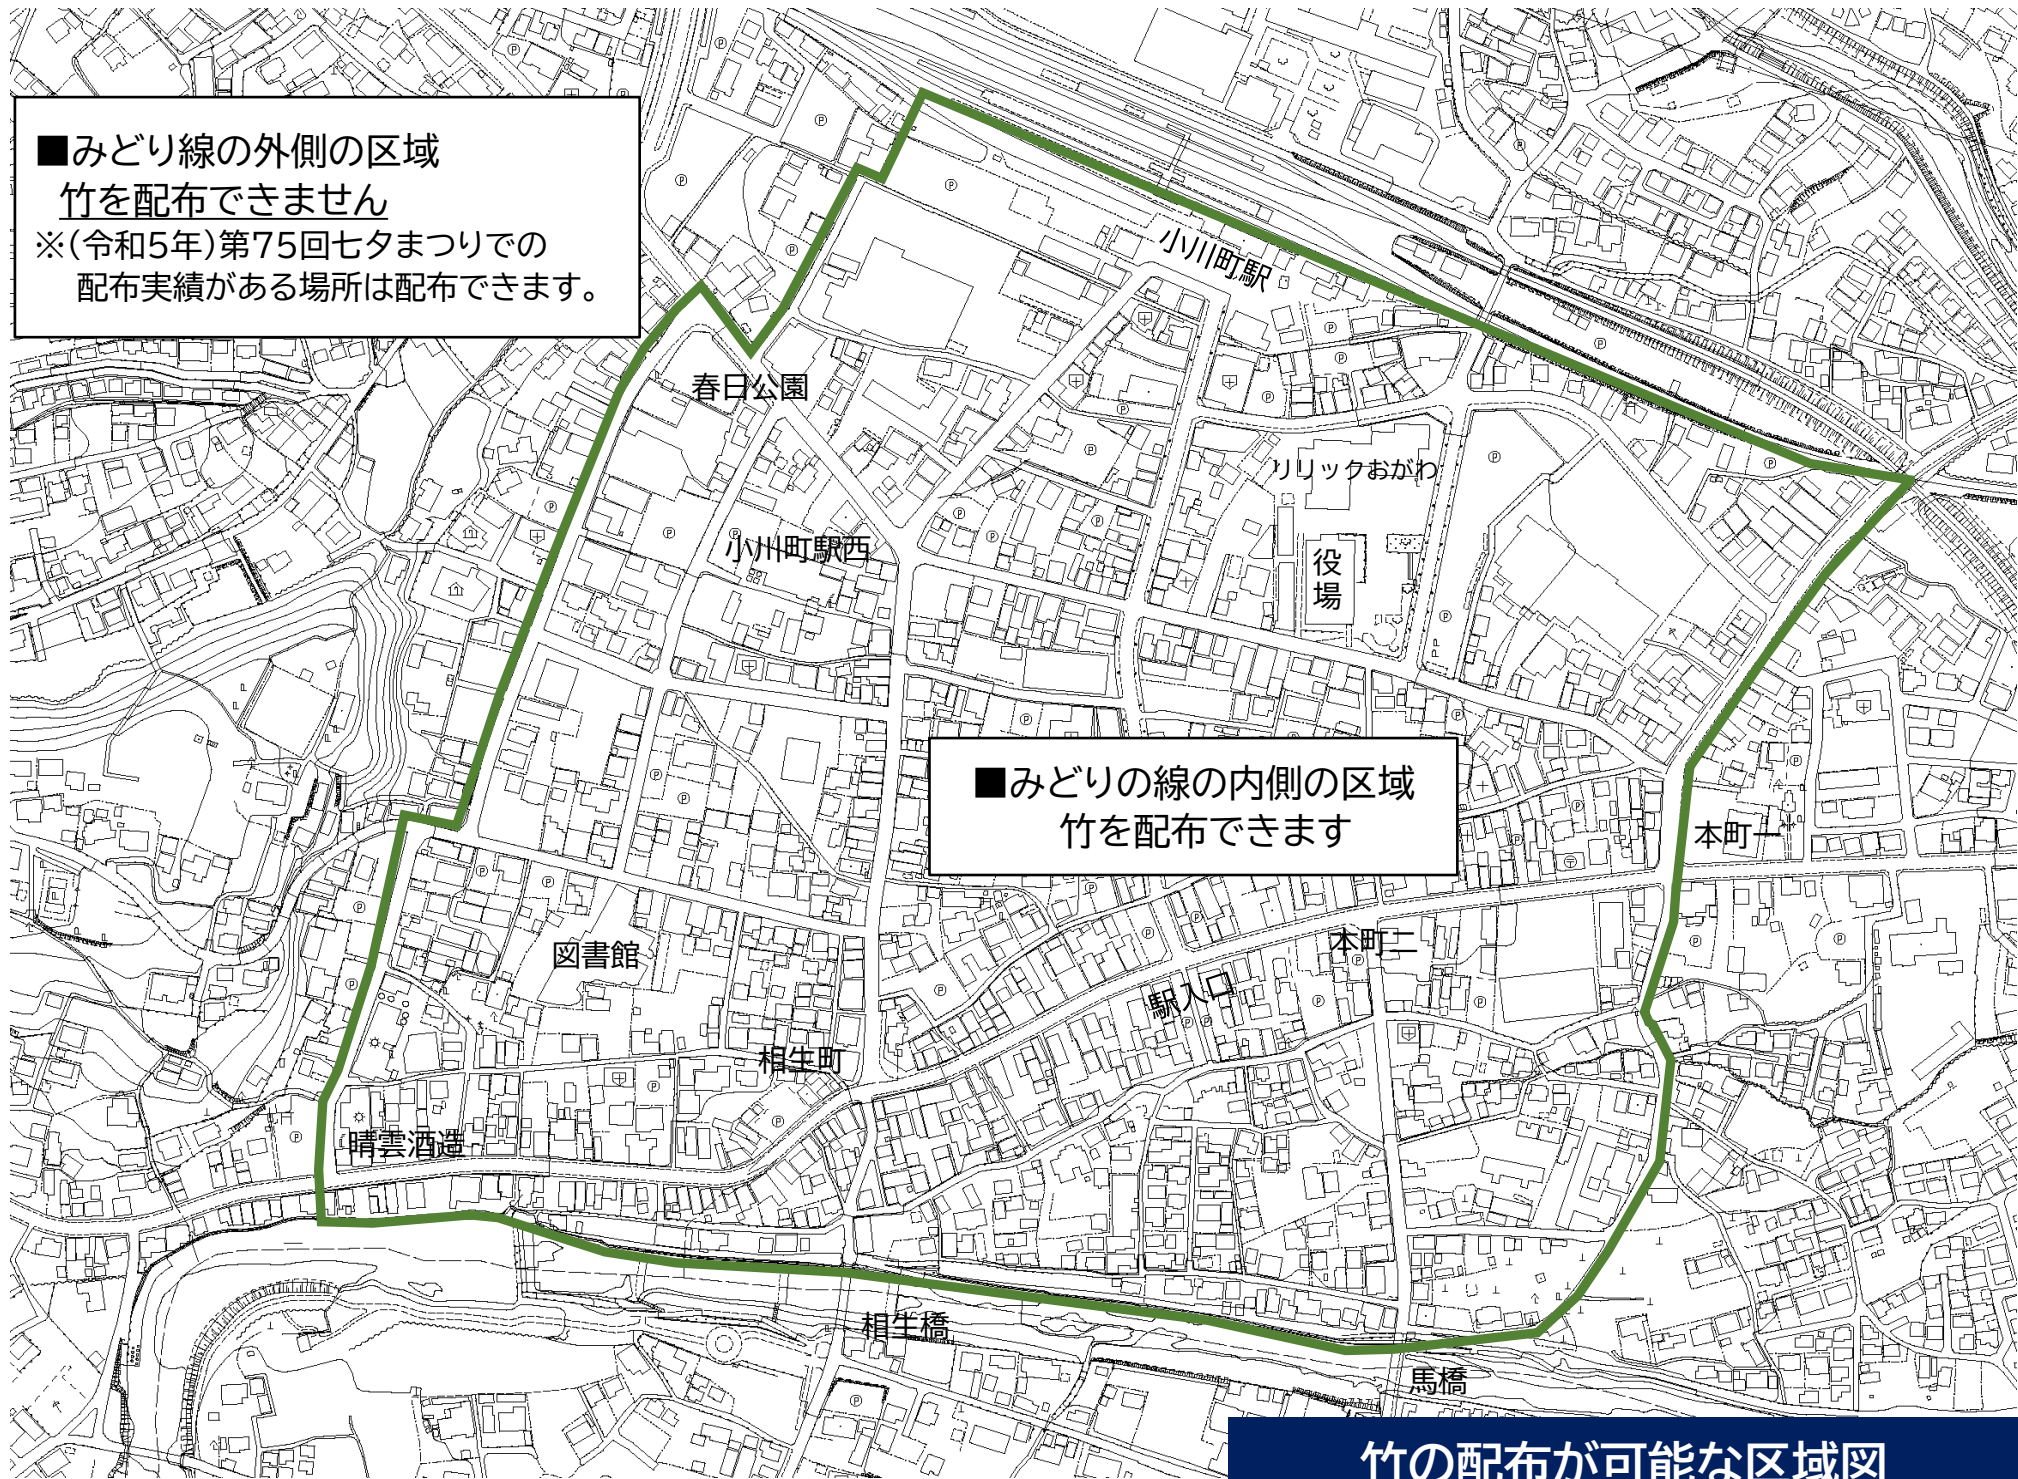 ■みどり線の外側の区域
竹を配布できません
※(令和5年)第75回七夕まつりでの
配布実績がある場所は配布できます。
小川町駅
春日公園
リリックおがわ
小川町駅西
役場
■みどりの線の内側の区域
竹を配布できます
本町一
図書館
本町二
駅入口
相生町
晴雲酒造
相生橋
馬橋
竹の配布が可能な区域図